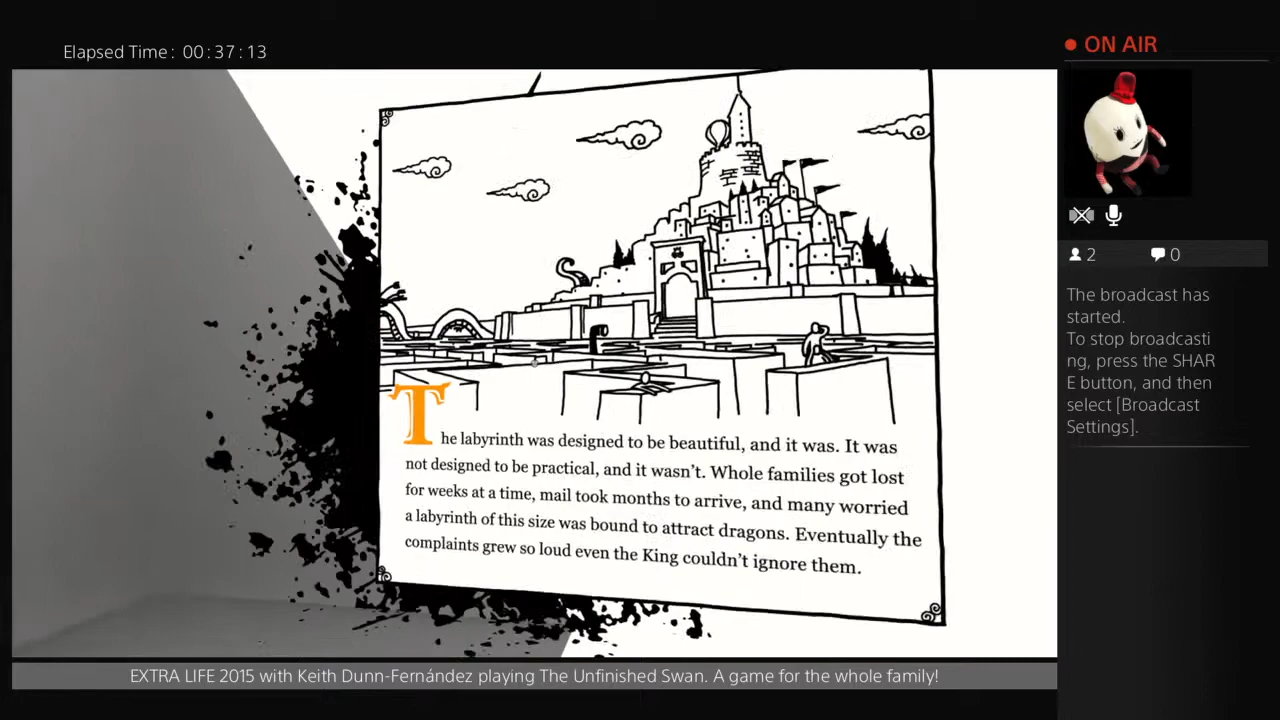 Elapsed Time: 00:37:13
ON AIR
The labyrinth was designed to be beautiful, and it was. It was
not designed to be practical, and it wasn't. Whole families got lost
for weeks at a time, mail took months to arrive, and many worried
a labyrinth of this size was bound to attract dragons. Eventually the
complaints grew so loud even the King couldn't ignore them.
2
0
The broadcast has
started.
To stop broadcasti
ng, press the SHAR
E button, and then
select [Broadcast
Settings].
EXTRA LIFE 2015 with Keith Dunn-Fernández playing The Unfinished Swan. A game for the whole family!